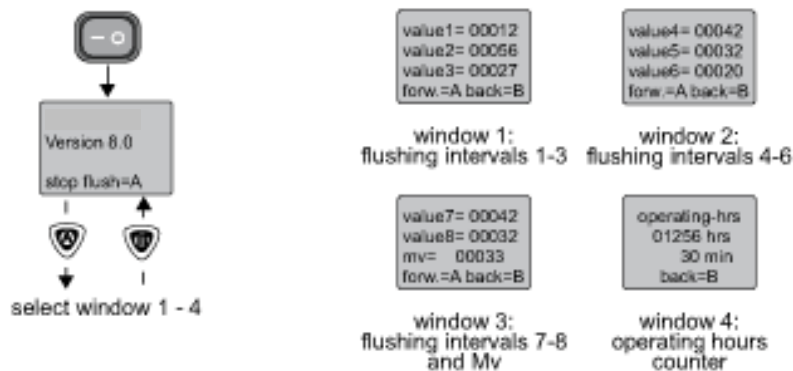 Version 8.0
stop flush=A
select window 1 - 4
value1= 00012
value2= 00056
value3= 00027
forw.=A back=B
window 1:
flushing intervals 1-3
value4= 00042
value5= 00032
value6= 00020
forw.=A back=B
window 2:
flushing intervals 4-6
value7= 00042
value8= 00032
mv= 00033
forw.=A back=B
window 3:
flushing intervals 7-8
and Mv
operating-hrs
01256 hrs
30 min
back=B
window 4:
operating hours
counter